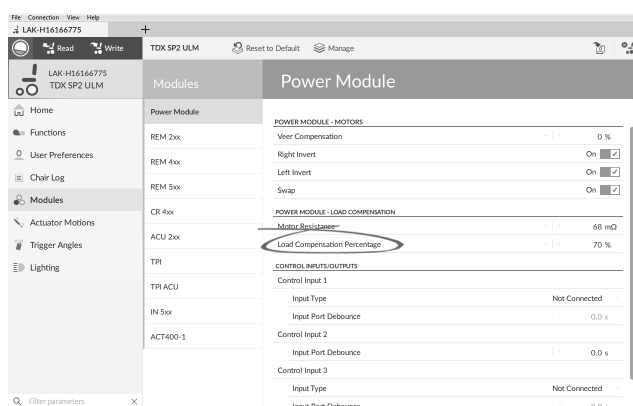 File Connection View Help
LAK-H16166775 +
Read Write TDX SP2 ULM Reset to Default Manage
LAK-H16166775
TDX SP2 ULM
Modules
Power Module
Home
Functions
User Preferences
Chair Log
Modules
Actuator Motions
Trigger Angles
Lighting
Filter parameters
Power Module
REM 2xx
REM 4xx
REM 5xx
CR 4xx
ACU 2xx
TPI
TPI ACU
IN 5xx
ACT400-1
POWER MODULE - MOTORS
Veer Compensation - + 0 %
Right Invert On
Left Invert On
Swap On
POWER MODULE - LOAD COMPENSATION
Motor Resistance - + 68 mΩ
Load Compensation Percentage - + 70 %
CONTROL INPUTS/OUTPUTS
Control Input 1
Input Type Not Connected
Input Port Debounce 0.0 s
Control Input 2
Input Port Debounce - + 0.0 s
Control Input 3
Input Type Not Connected
Input Port Debounce 0.0 s